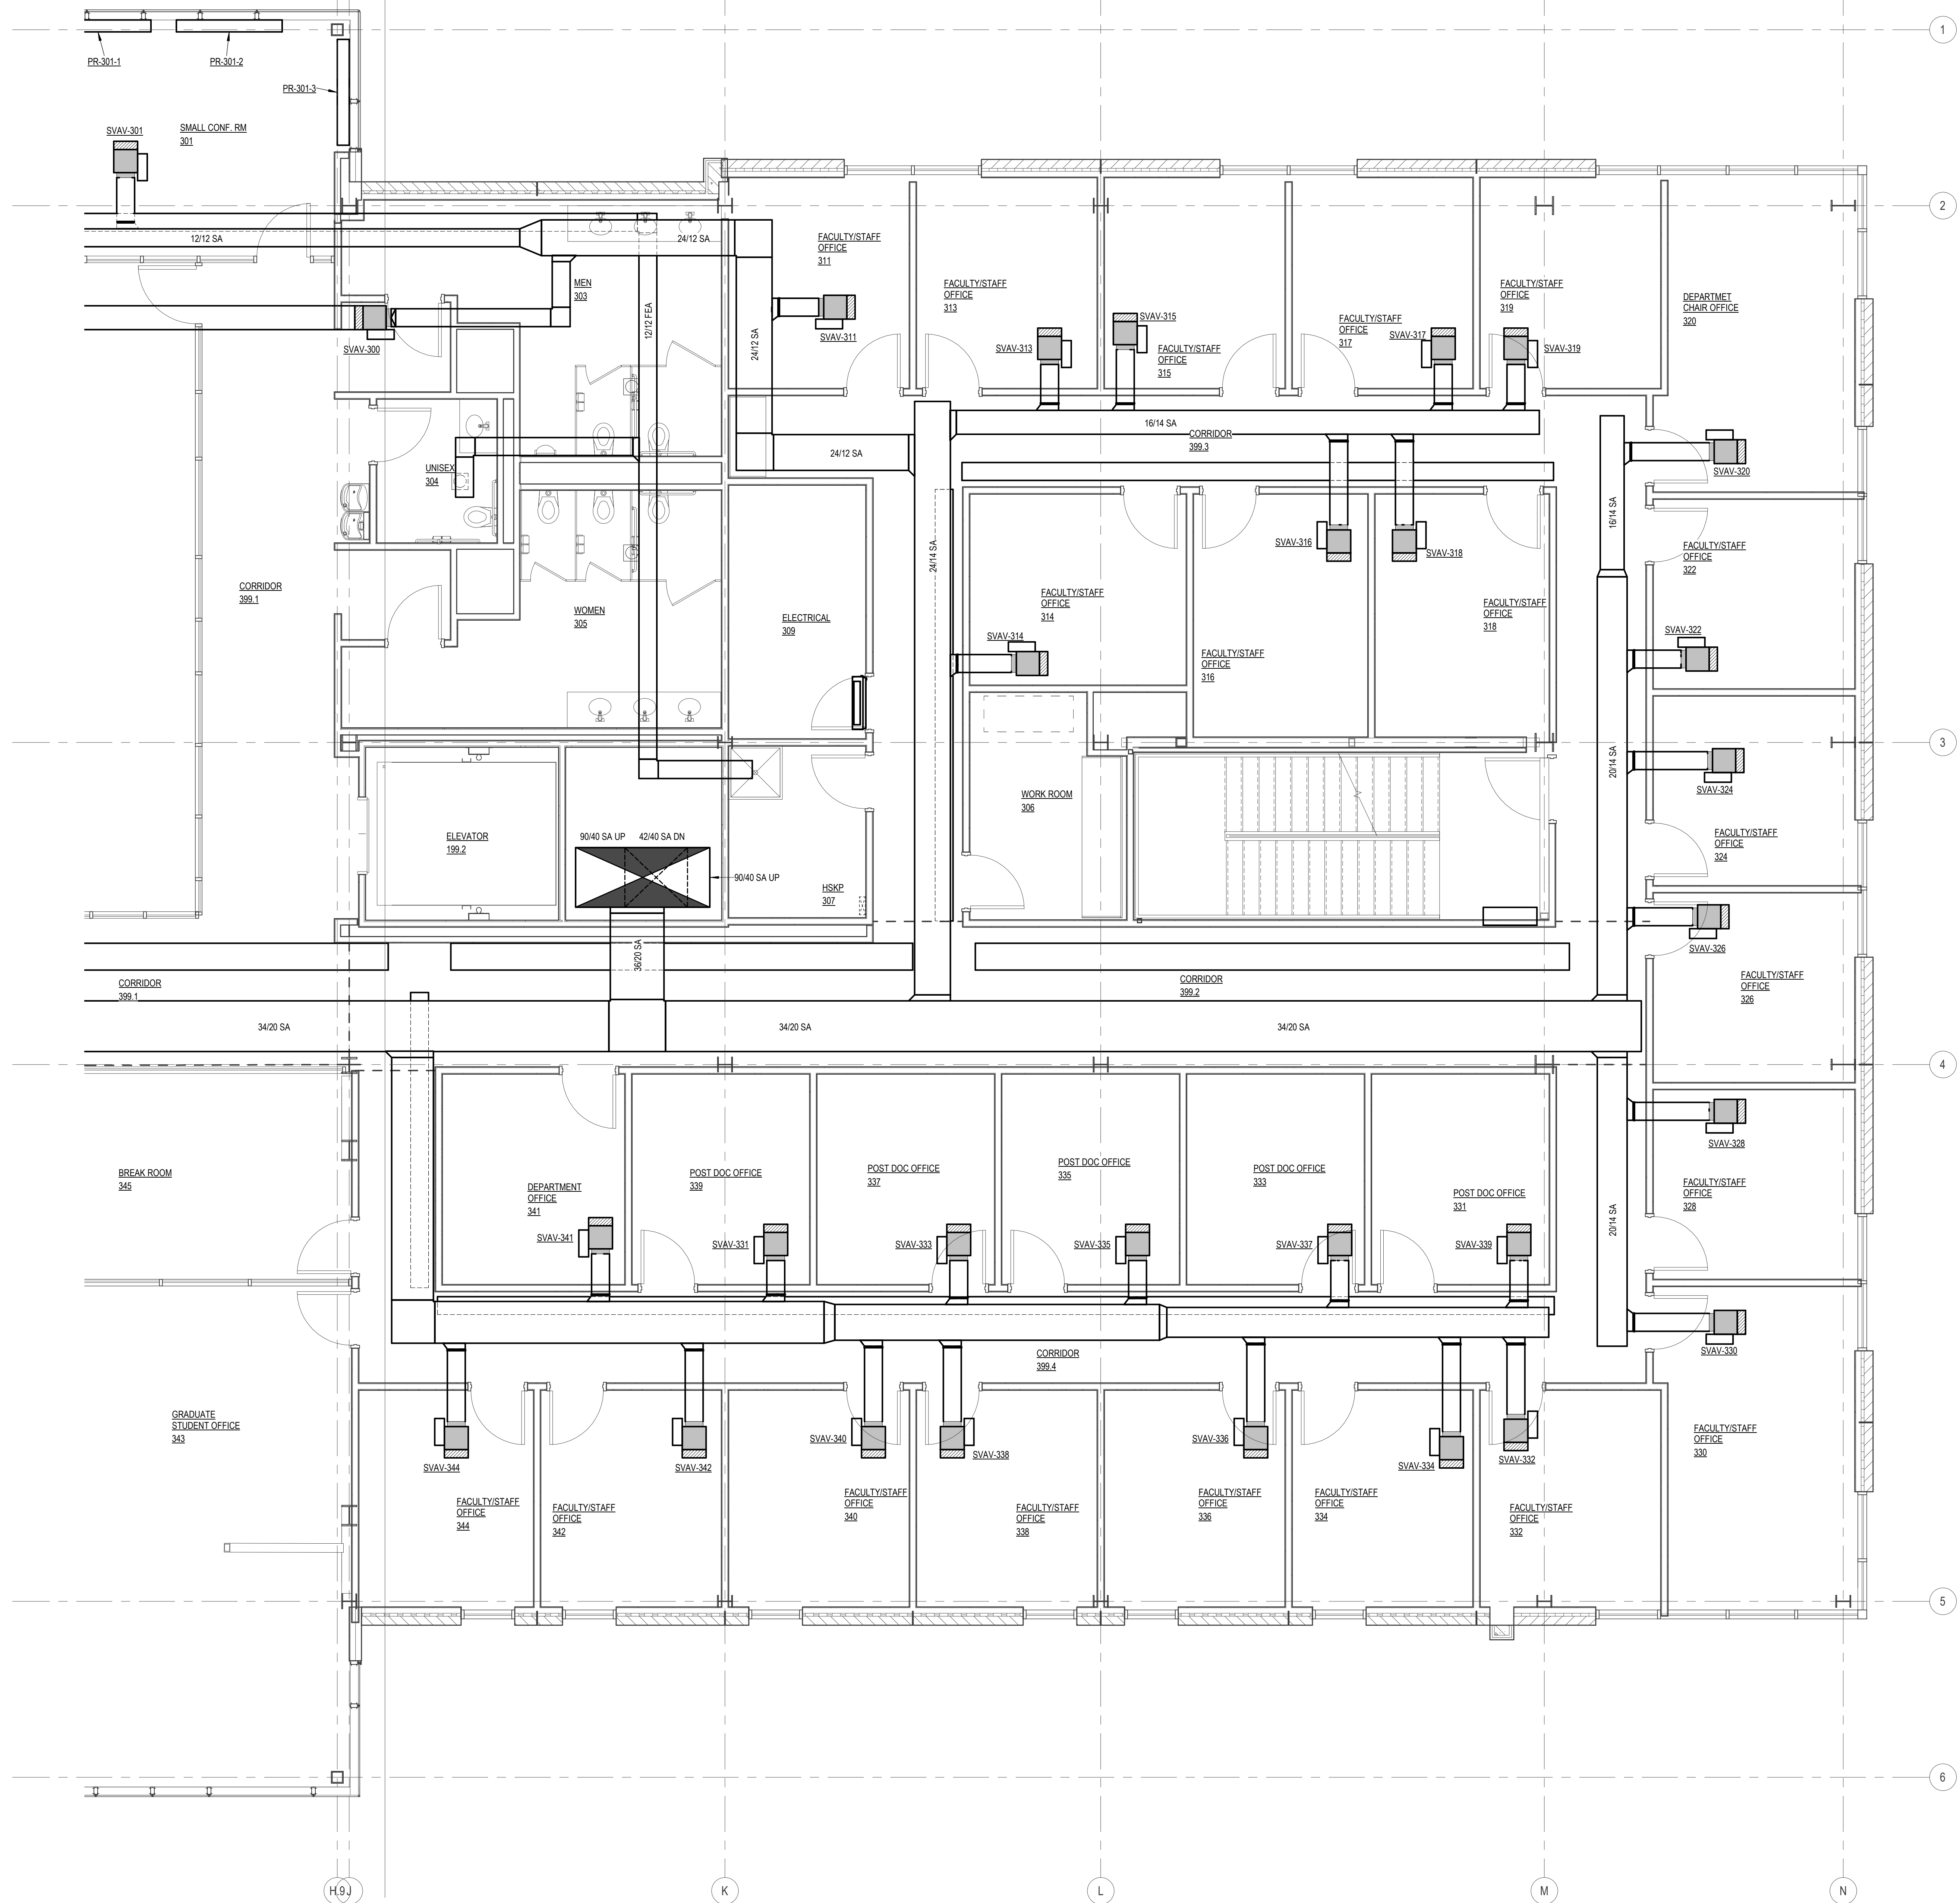 1
PR-301-1
PR-301-2
PR-301-3
SVAV-301
SMALL CONF. RM
301
2
12/12 SA
24/12 SA
FACULTY/STAFF
OFFICE
311
MEN
303
FACULTY/STAFF
OFFICE
313
FACULTY/STAFF
OFFICE
319
DEPARTMET
CHAIR OFFICE
320
12/12 FEA
24/12 SA
SVAV-300
SVAV-311
SVAV-313
SVAV-315
FACULTY/STAFF
OFFICE
315
FACULTY/STAFF
OFFICE
317
SVAV-317
SVAV-319
16/14 SA
CORRIDOR
399.3
24/12 SA
UNISEX
304
SVAV-320
16/14 SA
24/14 SA
SVAV-316
SVAV-318
FACULTY/STAFF
OFFICE
322
CORRIDOR
399.1
WOMEN
305
ELECTRICAL
309
FACULTY/STAFF
OFFICE
314
FACULTY/STAFF
OFFICE
318
SVAV-314
FACULTY/STAFF
OFFICE
316
SVAV-322
3
20/14 SA
WORK ROOM
306
SVAV-324
ELEVATOR
199.2
90/40 SA UP
42/40 SA DN
90/40 SA UP
HSKP
307
FACULTY/STAFF
OFFICE
324
36/20 SA
SVAV-326
CORRIDOR
399.1
CORRIDOR
399.2
FACULTY/STAFF
OFFICE
326
34/20 SA
34/20 SA
34/20 SA
4
SVAV-328
BREAK ROOM
345
DEPARTMENT
OFFICE
341
POST DOC OFFICE
339
POST DOC OFFICE
337
POST DOC OFFICE
335
POST DOC OFFICE
333
POST DOC OFFICE
331
FACULTY/STAFF
OFFICE
328
20/14 SA
SVAV-341
SVAV-331
SVAV-333
SVAV-335
SVAV-337
SVAV-339
CORRIDOR
399.4
SVAV-330
GRADUATE
STUDENT OFFICE
343
SVAV-344
SVAV-342
SVAV-340
SVAV-338
SVAV-336
SVAV-334
SVAV-332
FACULTY/STAFF
OFFICE
330
FACULTY/STAFF
OFFICE
344
FACULTY/STAFF
OFFICE
342
FACULTY/STAFF
OFFICE
340
FACULTY/STAFF
OFFICE
338
FACULTY/STAFF
OFFICE
336
FACULTY/STAFF
OFFICE
334
FACULTY/STAFF
OFFICE
332
5
6
H.9
J
K
L
M
N